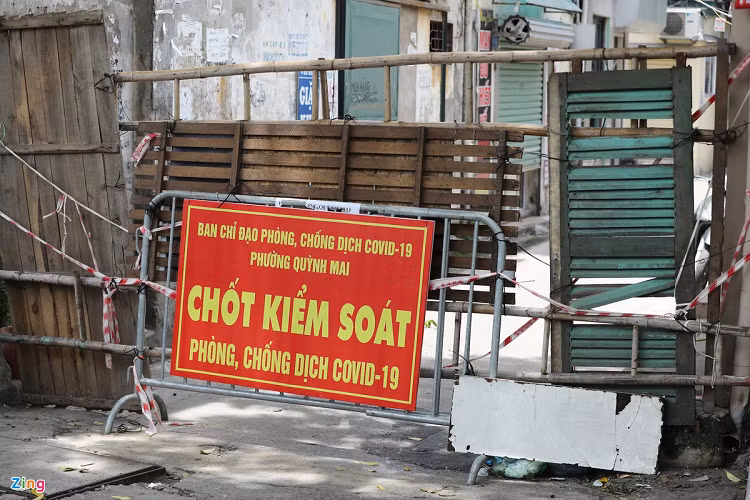 BAN CHỈ ĐẠO PHÒNG, CHỐNG DỊCH COVID-19
PHƯỜNG QUỲNH MAI
CHỐT KIỂM SOÁT
PHÒNG, CHỐNG DỊCH COVID-19
Zing